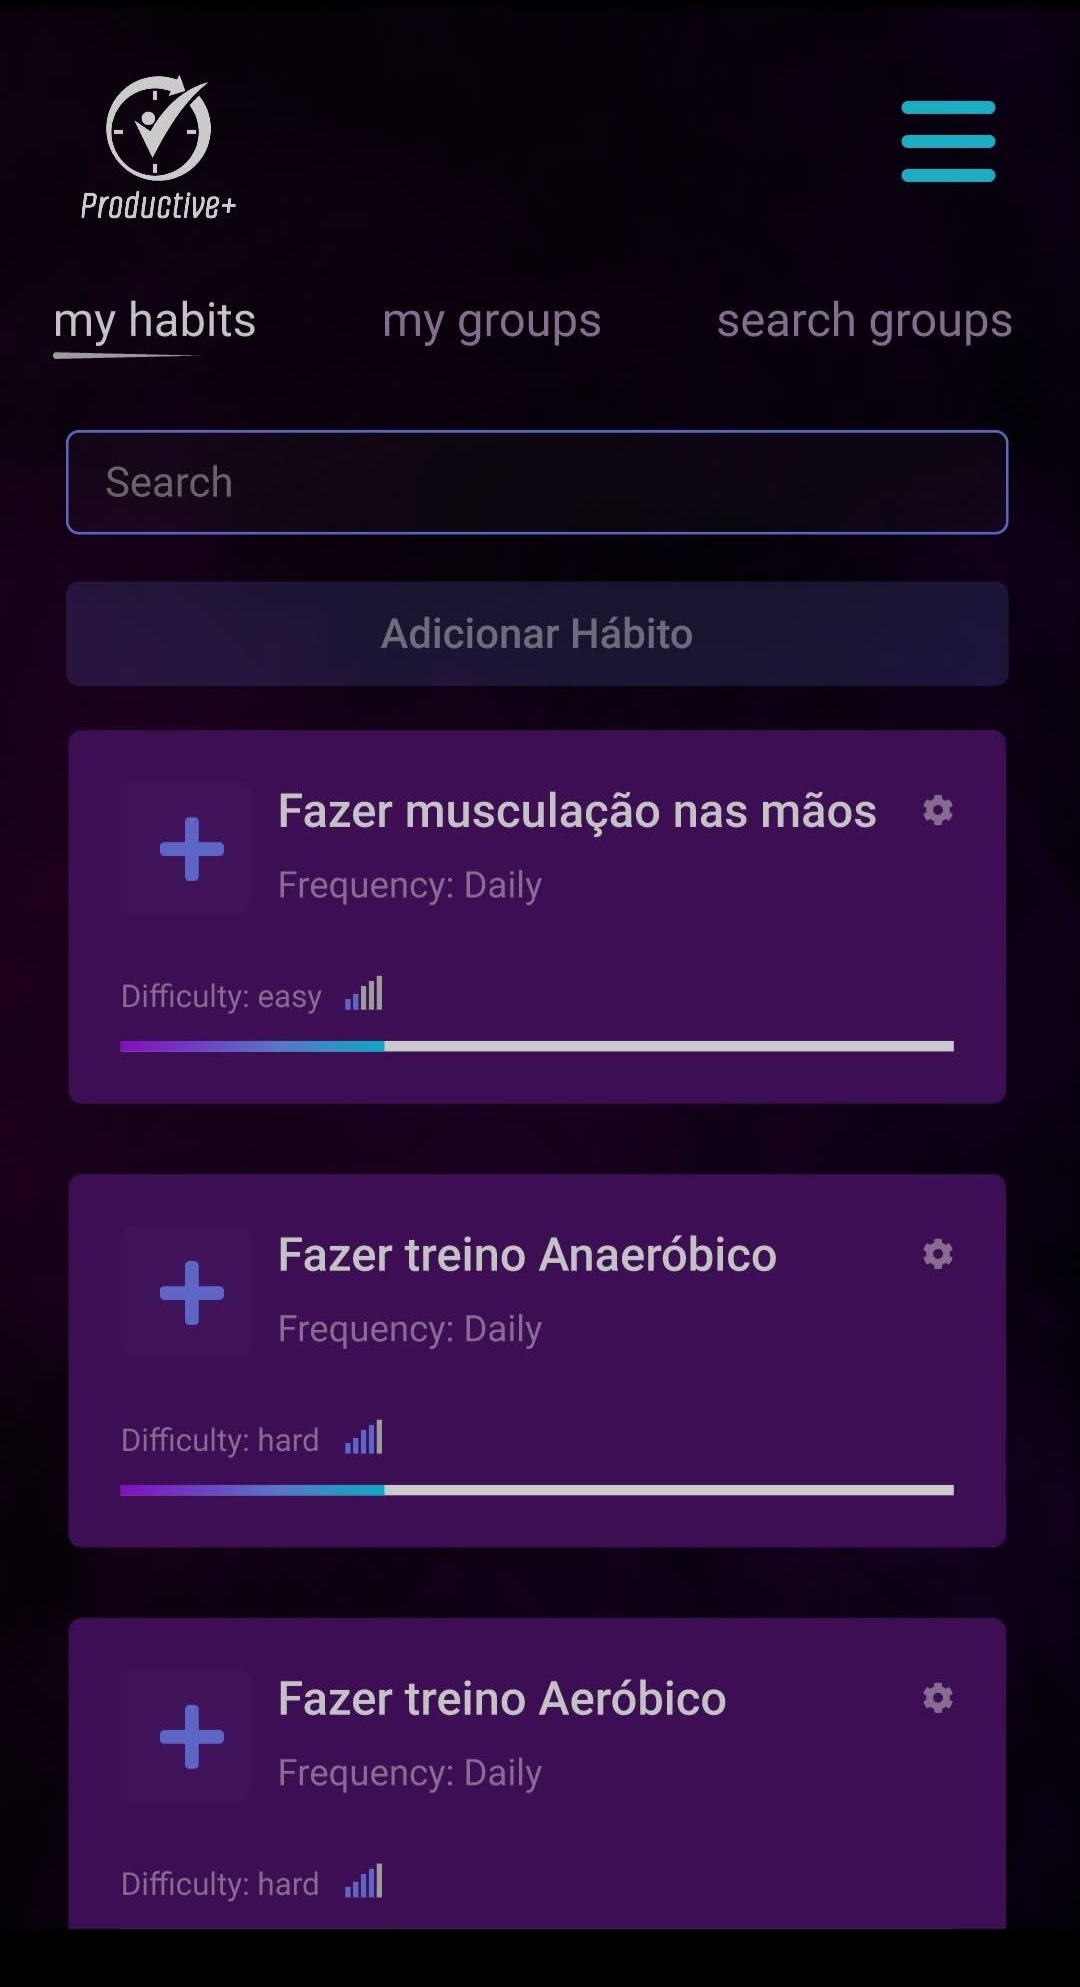 Productive+
my habits my groups search groups
Search
Adicionar Hábito
Fazer musculação nas mãos
Frequency: Daily
Difficulty: easy
Fazer treino Anaeróbico
Frequency: Daily
Difficulty: hard
Fazer treino Aeróbico
Frequency: Daily
Difficulty: hard